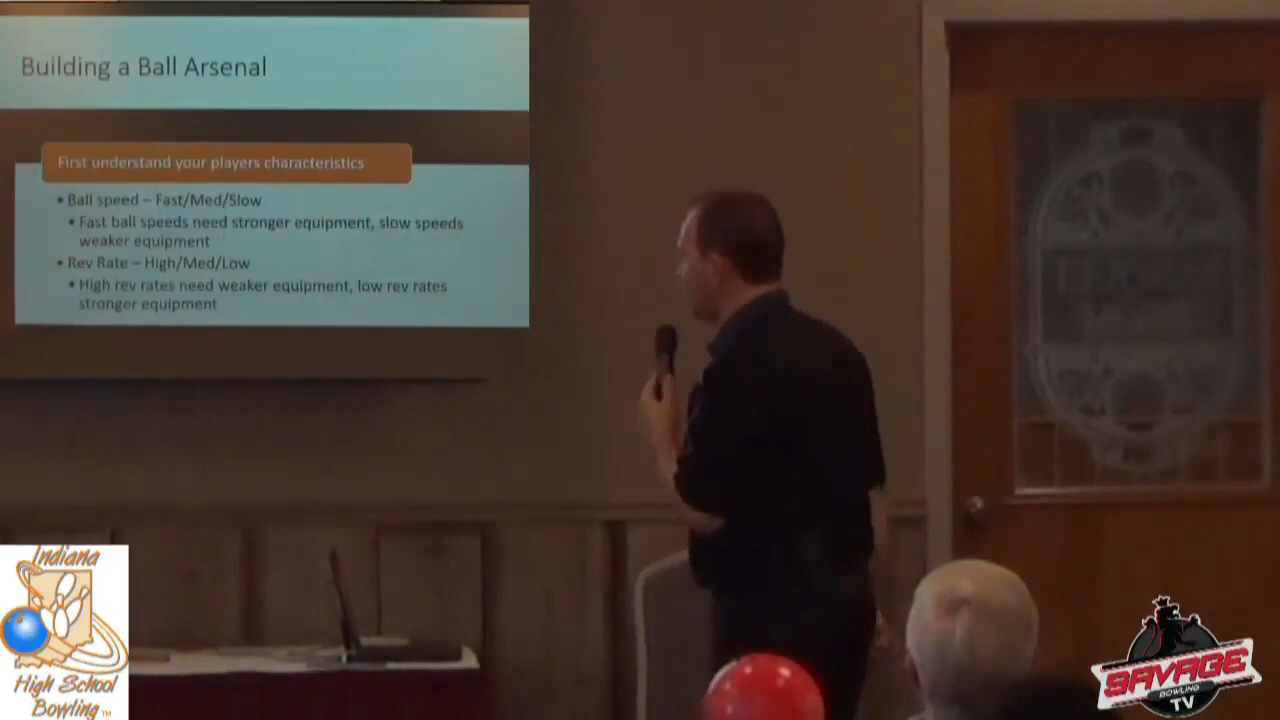 Building a Ball Arsenal
First understand your players characteristics
• Ball speed – Fast/Med/Slow
• Fast ball speeds need stronger equipment, slow speeds
weaker equipment
• Rev Rate – High/Med/Low
• High rev rates need weaker equipment, low rev rates
stronger equipment
Indiana
High School
Bowling™
SAVAGE
BOWLING
TV